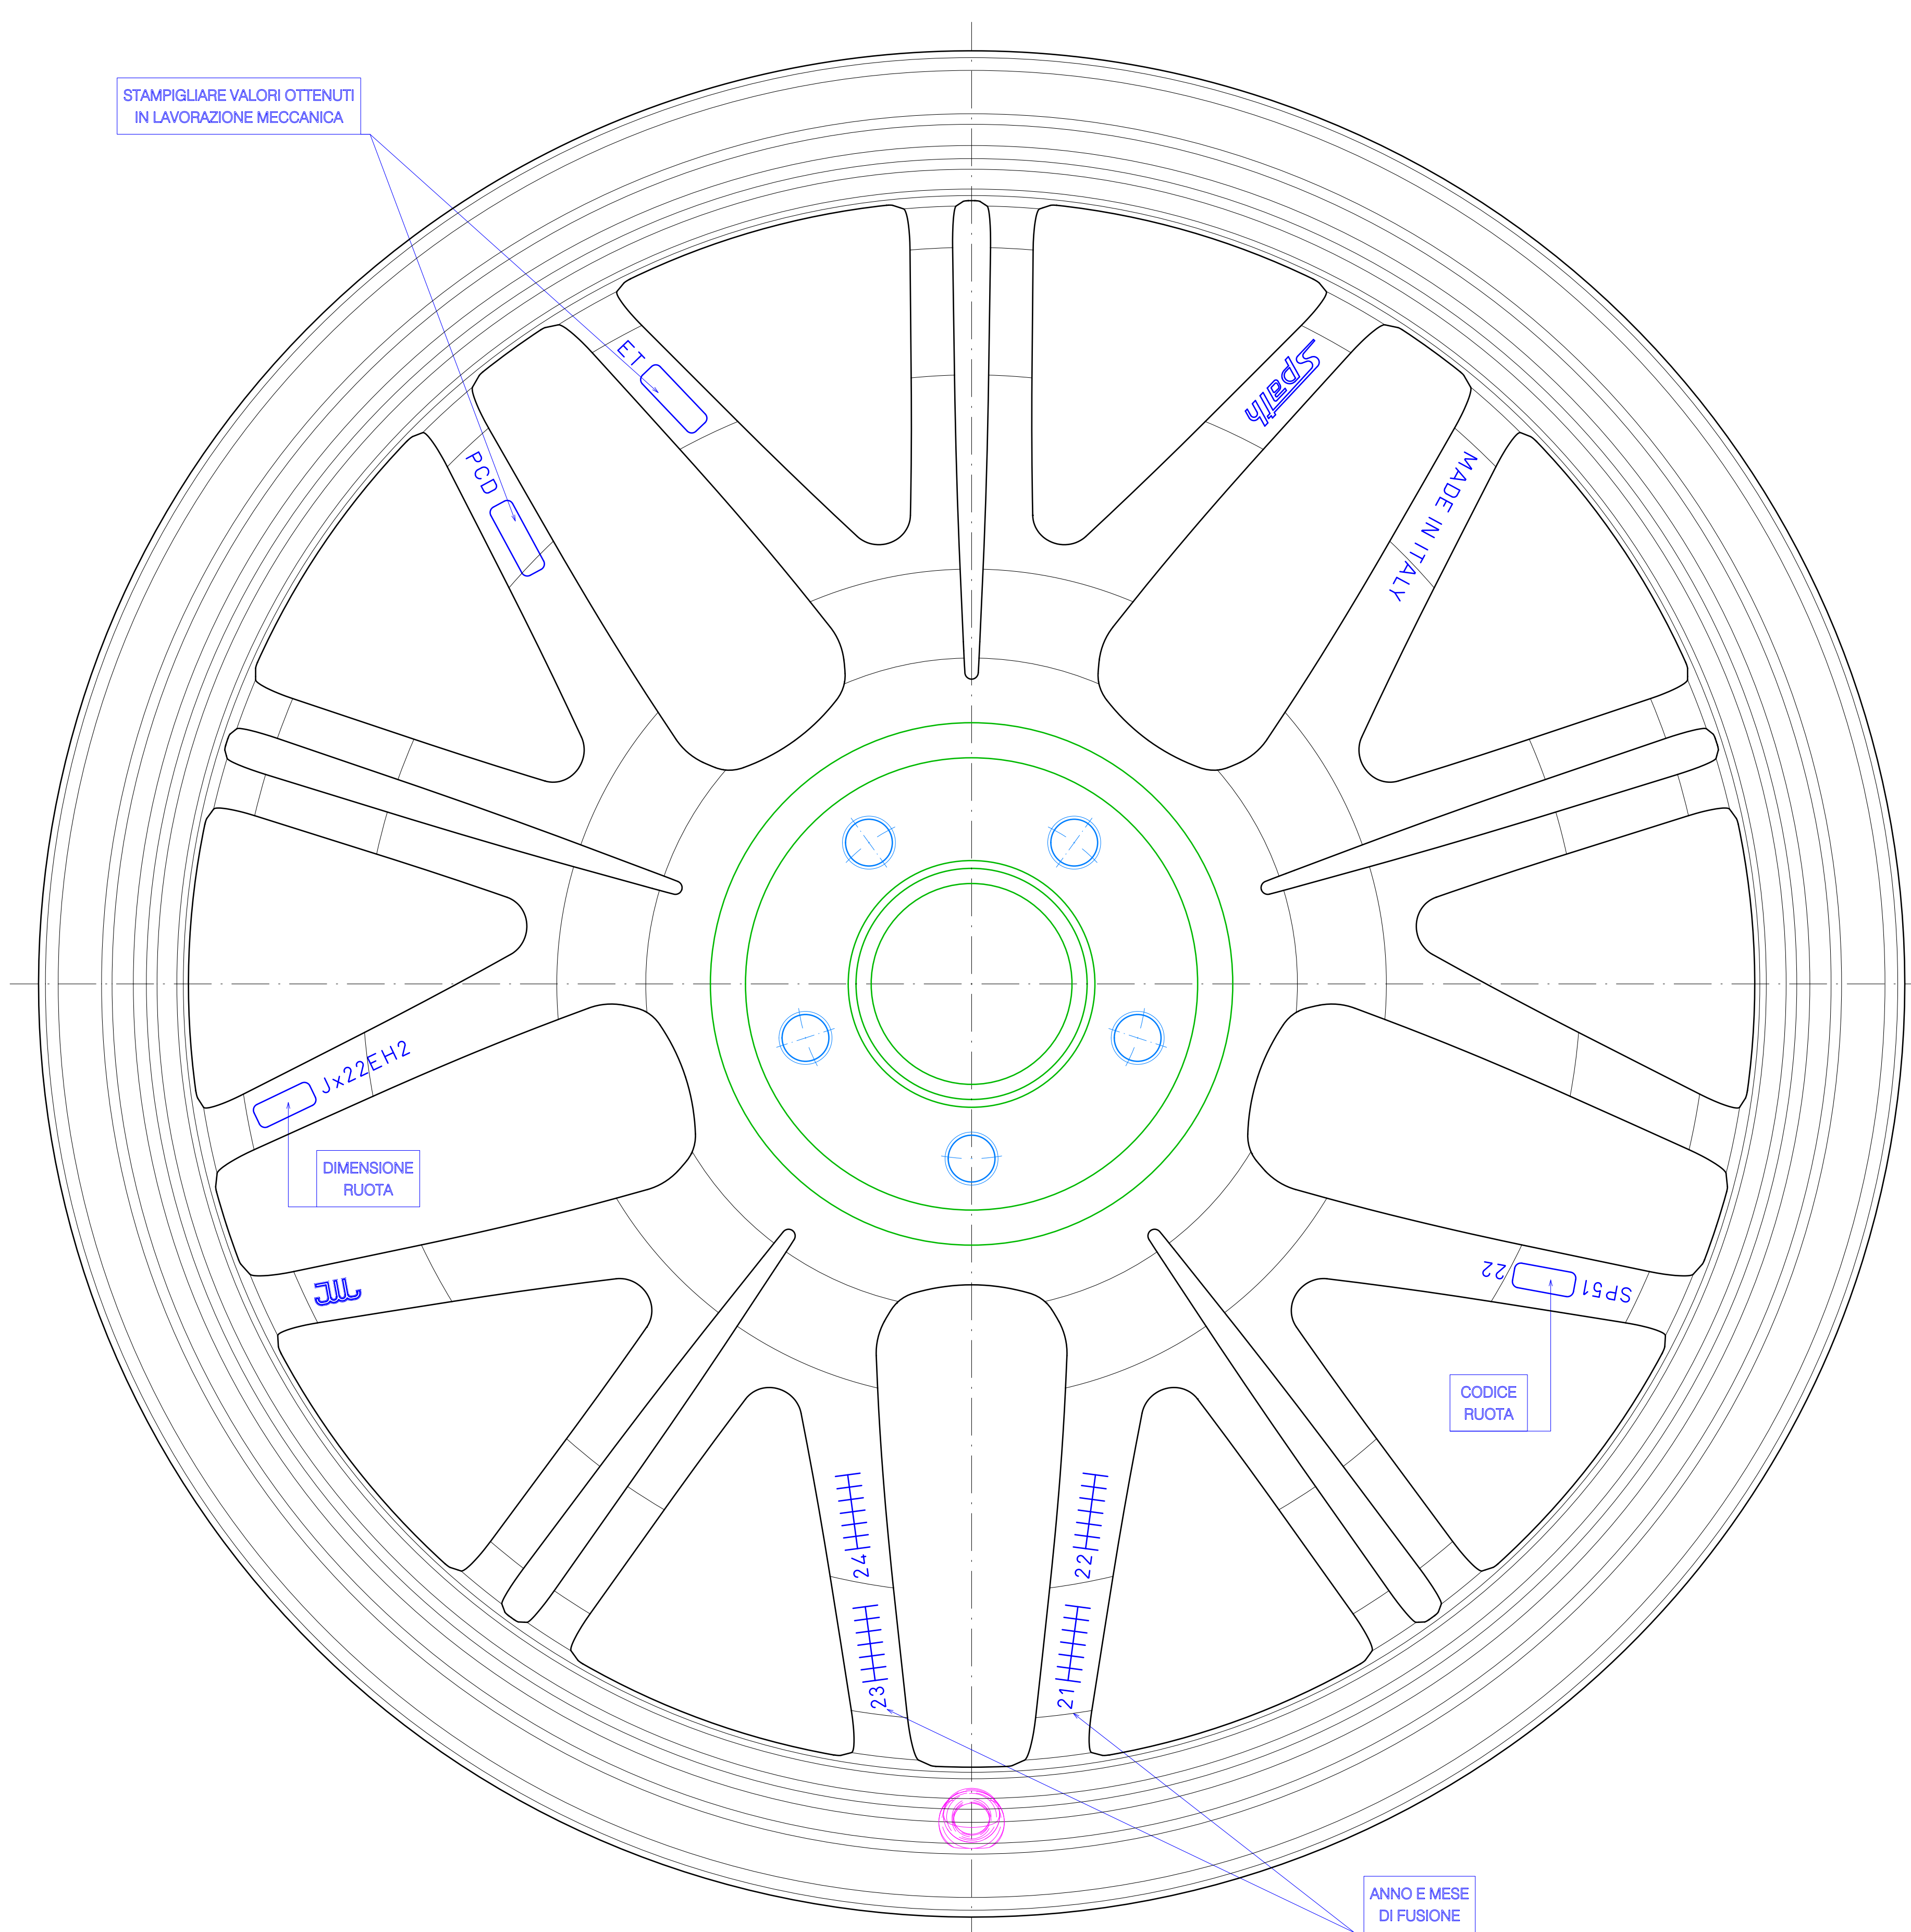 STAMPIGLIARE VALORI OTTENUTI
IN LAVORAZIONE MECCANICA
ET
Spath
PCD
MADE IN ITALY
Jx22EH2
DIMENSIONE
RUOTA
JWL
SP51 22
CODICE
RUOTA
24
22
23
21
ANNO E MESE
DI FUSIONE